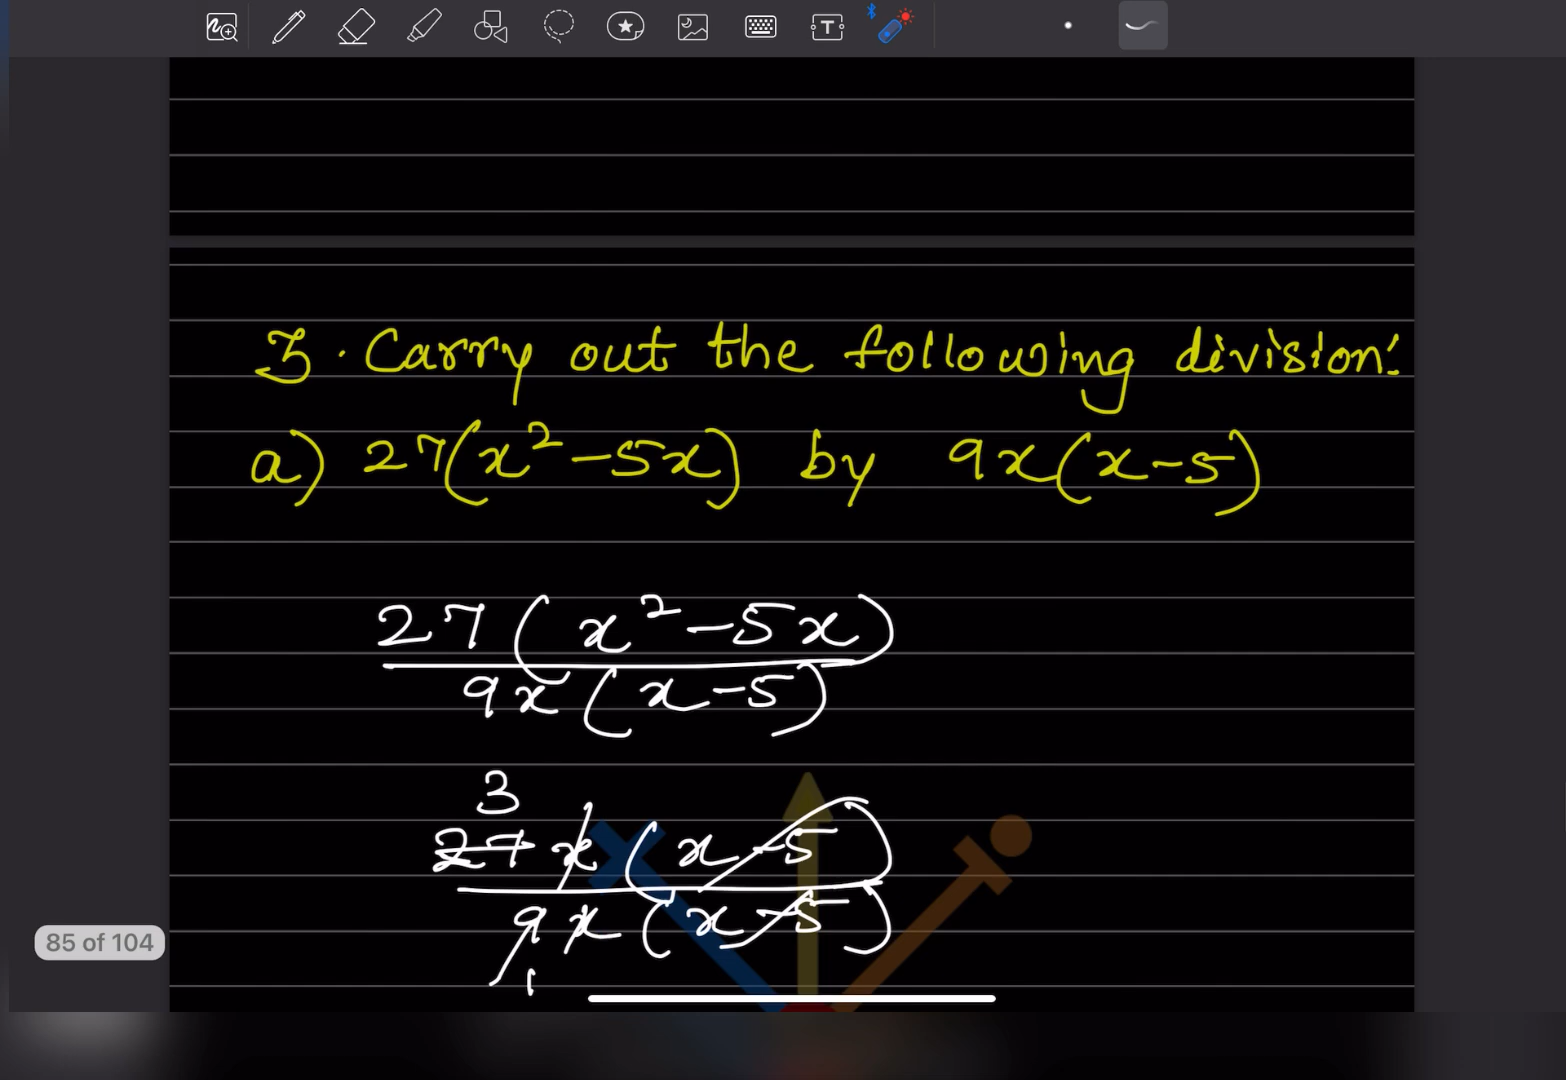 3. Carry out the following division:
a) 27(x²-5x) by 9x(x-5)
27(x²-5x)
9x(x-5)
3
27x(x-5)
9x(x-5)
1
85 of 104
T